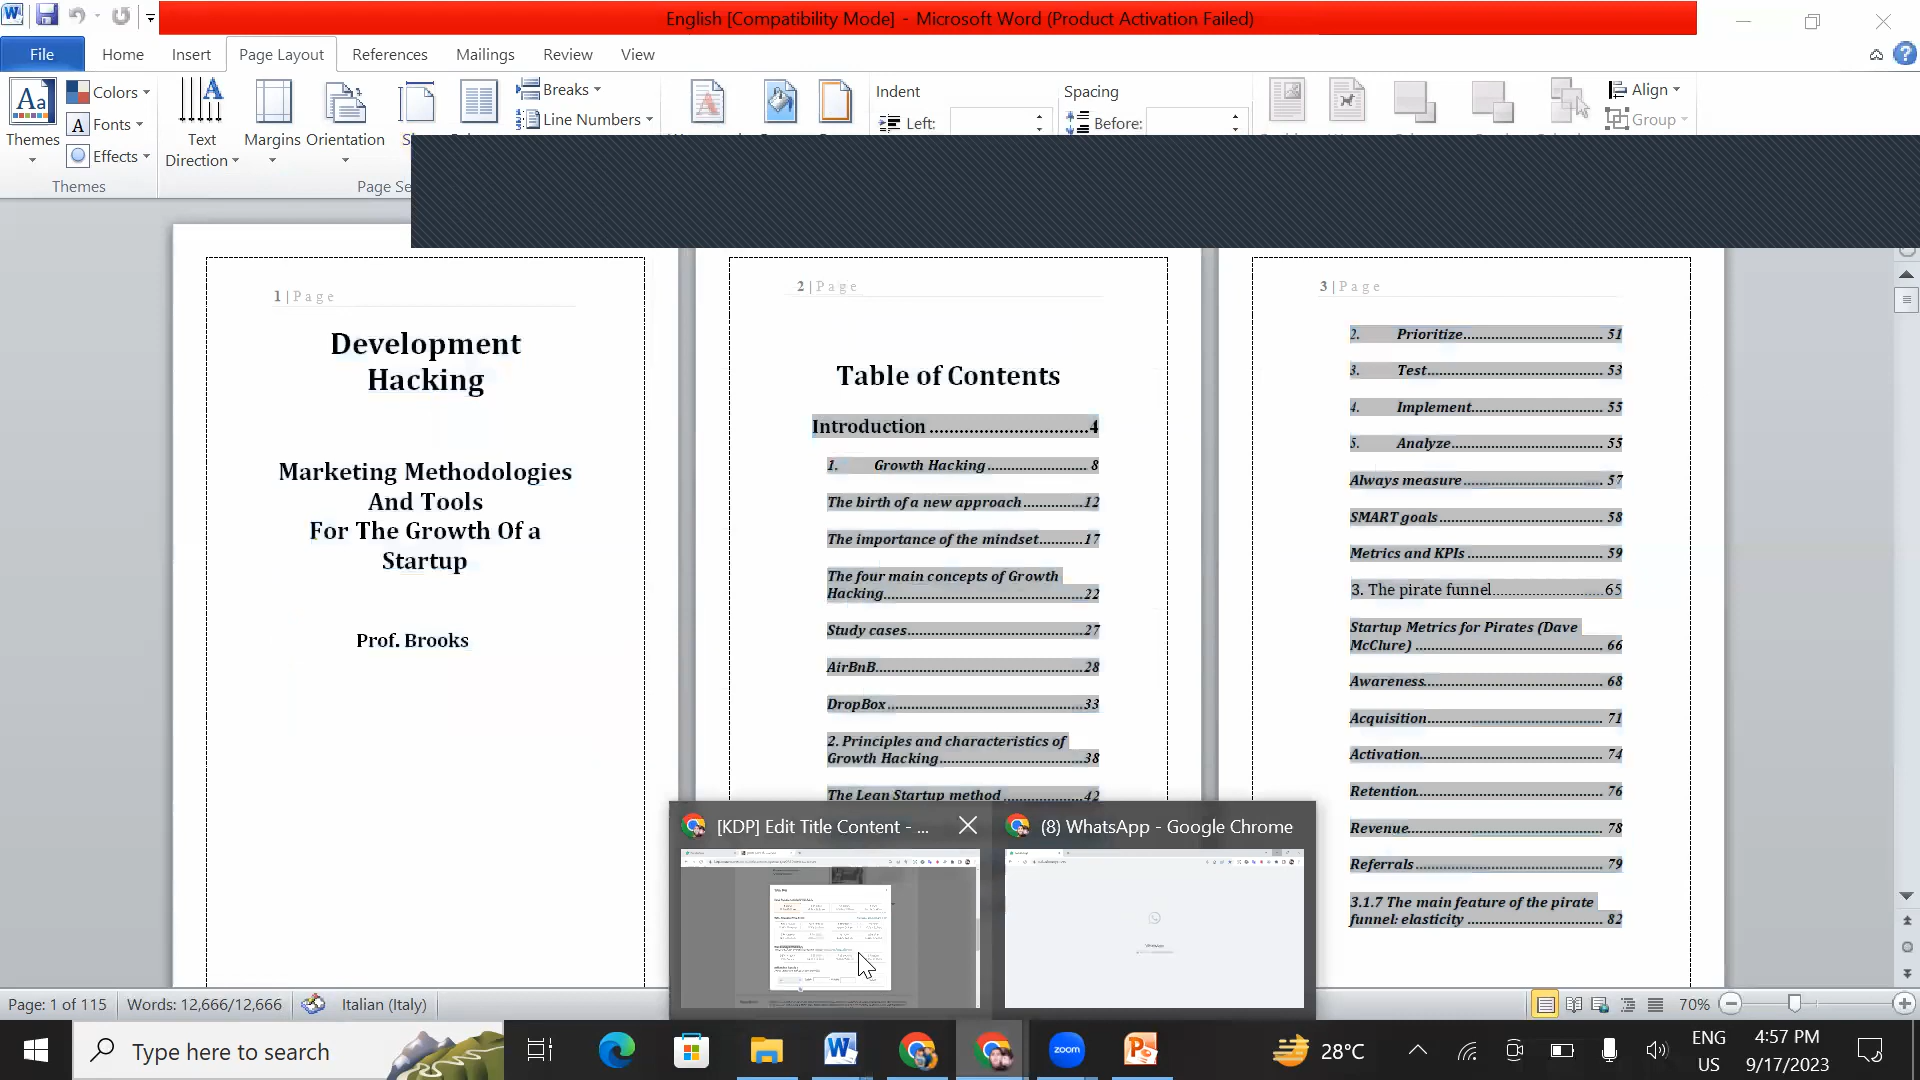 English [Compatibility Mode] - Microsoft Word (Product Activation Failed)
File Home Insert Page Layout References Mailings Review View
Themes
Colors
Fonts
Effects
Themes
Text
Direction
Margins
Orientation
Breaks
Line Numbers
Page Se
Indent
Left:
Spacing
Before:
Align
Group
1 | Page
Development
Hacking
Marketing Methodologies
And Tools
For The Growth Of a
Startup
Prof. Brooks
2 | Page
Table of Contents
Introduction ..............................4
1. Growth Hacking ........................ 8
The birth of a new approach ...............12
The importance of the mindset...........17
The four main concepts of Growth
Hacking..................................................22
Study cases............................................27
AirBnB....................................................28
DropBox .................................................33
2. Principles and characteristics of
Growth Hacking....................................38
The Lean Startup method ....................42
3 | Page
2. Prioritize................................... 51
3. Test............................................ 53
4. Implement................................. 55
5. Analyze...................................... 55
Always measure ................................... 57
SMART goals ......................................... 58
Metrics and KPIs .................................. 59
3. The pirate funnel............................65
Startup Metrics for Pirates (Dave
McClure) ............................................... 66
Awareness............................................. 68
Acquisition............................................ 71
Activation.............................................. 74
Retention............................................... 76
Revenue................................................. 78
Referrals ............................................... 79
3.1.7 The main feature of the pirate
funnel: elasticity ................................... 82
[KDP] Edit Title Content - ...
(8) WhatsApp - Google Chrome
Page: 1 of 115 Words: 12,666/12,666 Italian (Italy) 70%
Type here to search
zoom
28°C
ENG
US
4:57 PM
9/17/2023